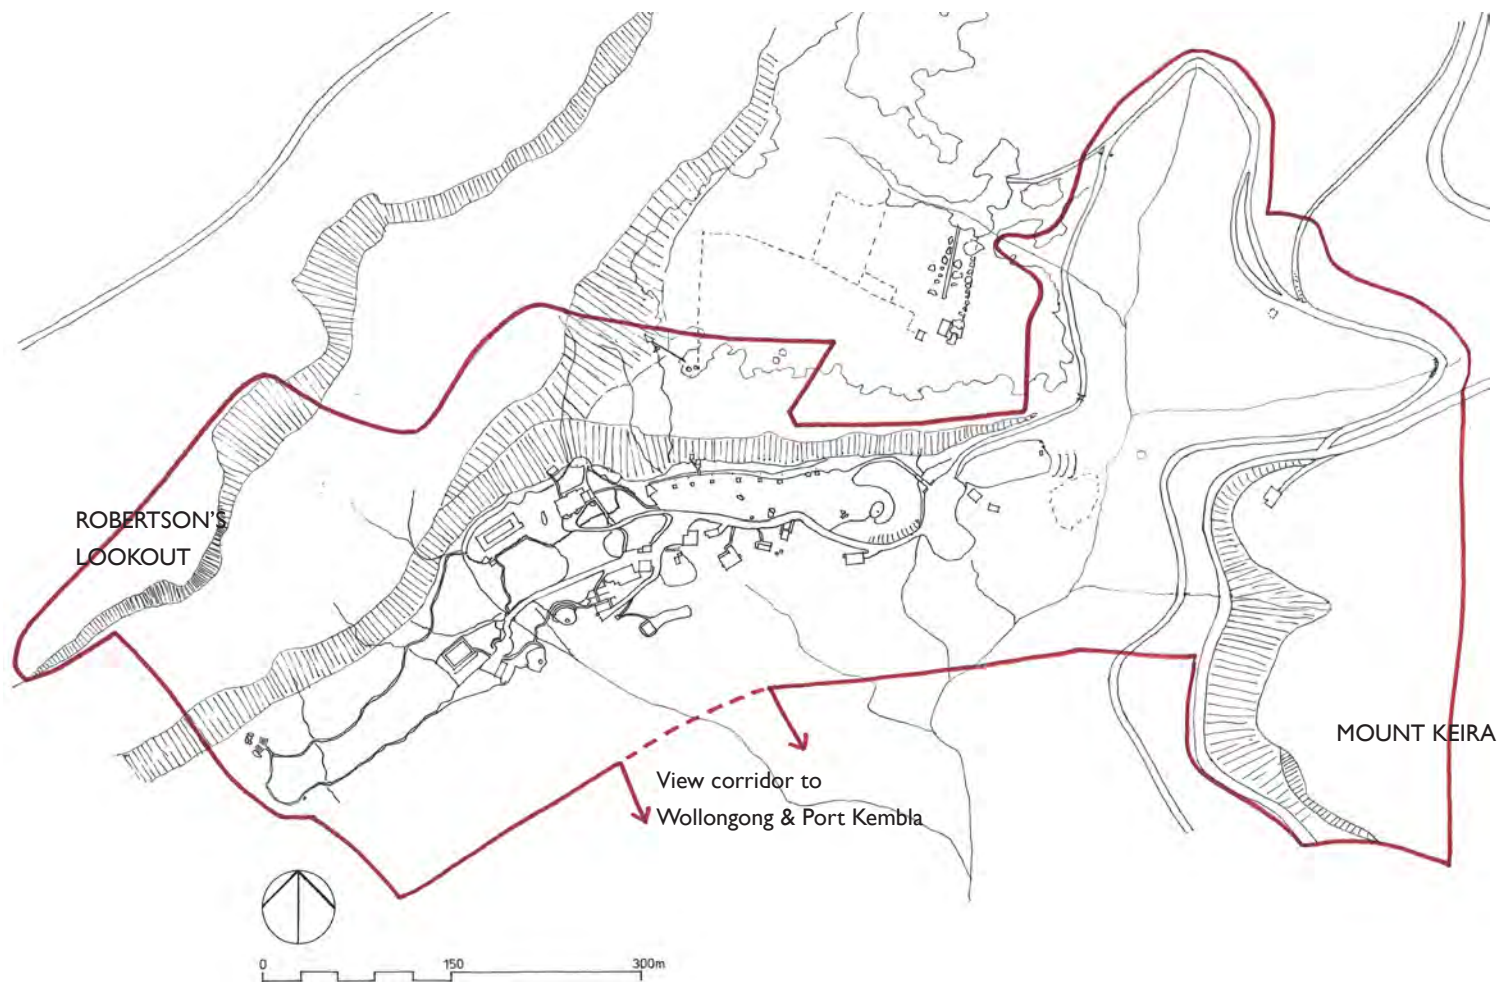 ROBERTSON'S
LOOKOUT
MOUNT KEIRA
View corridor to
Wollongong & Port Kembla
0 150 300m